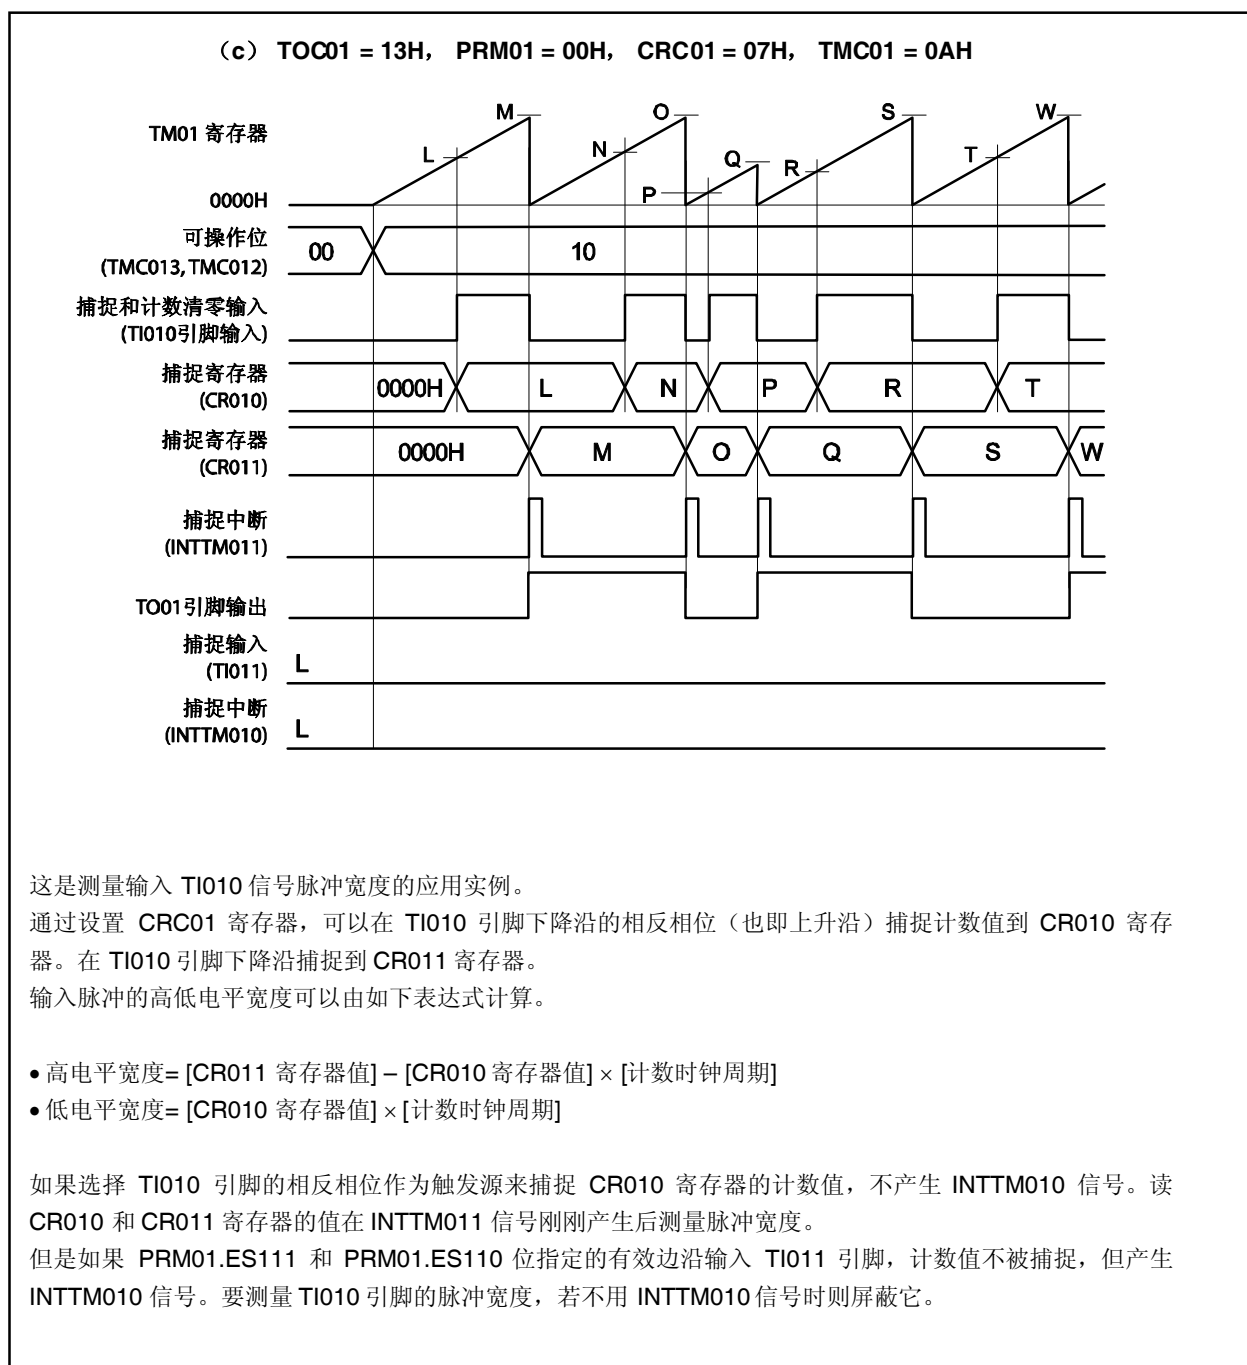 （c） TOC01 = 13H， PRM01 = 00H， CRC01 = 07H， TMC01 = 0AH
M O S W
TM01 寄存器
L N Q R T
P
0000H
可操作位
(TMC013, TMC012)
00 10
捕捉和计数清零输入
(TI010引脚输入)
捕捉寄存器
(CR010)
0000H L N P R T
捕捉寄存器
(CR011)
0000H M O Q S W
捕捉中断
(INTTM011)
TO01引脚输出
捕捉输入
(TI011)
L
捕捉中断
(INTTM010)
L
这是测量输入 TI010 信号脉冲宽度的应用实例。
通过设置 CRC01 寄存器，可以在 TI010 引脚下降沿的相反相位（也即上升沿）捕捉计数值到 CR010 寄存
器。在 TI010 引脚下降沿捕捉到 CR011 寄存器。
输入脉冲的高低电平宽度可以由如下表达式计算。
• 高电平宽度= [CR011 寄存器值] – [CR010 寄存器值] × [计数时钟周期]
• 低电平宽度= [CR010 寄存器值] × [计数时钟周期]
如果选择 TI010 引脚的相反相位作为触发源来捕捉 CR010 寄存器的计数值，不产生 INTTM010 信号。读
CR010 和 CR011 寄存器的值在 INTTM011 信号刚刚产生后测量脉冲宽度。
但是如果 PRM01.ES111 和 PRM01.ES110 位指定的有效边沿输入 TI011 引脚，计数值不被捕捉，但产生
INTTM010 信号。要测量 TI010 引脚的脉冲宽度，若不用 INTTM010 信号时则屏蔽它。